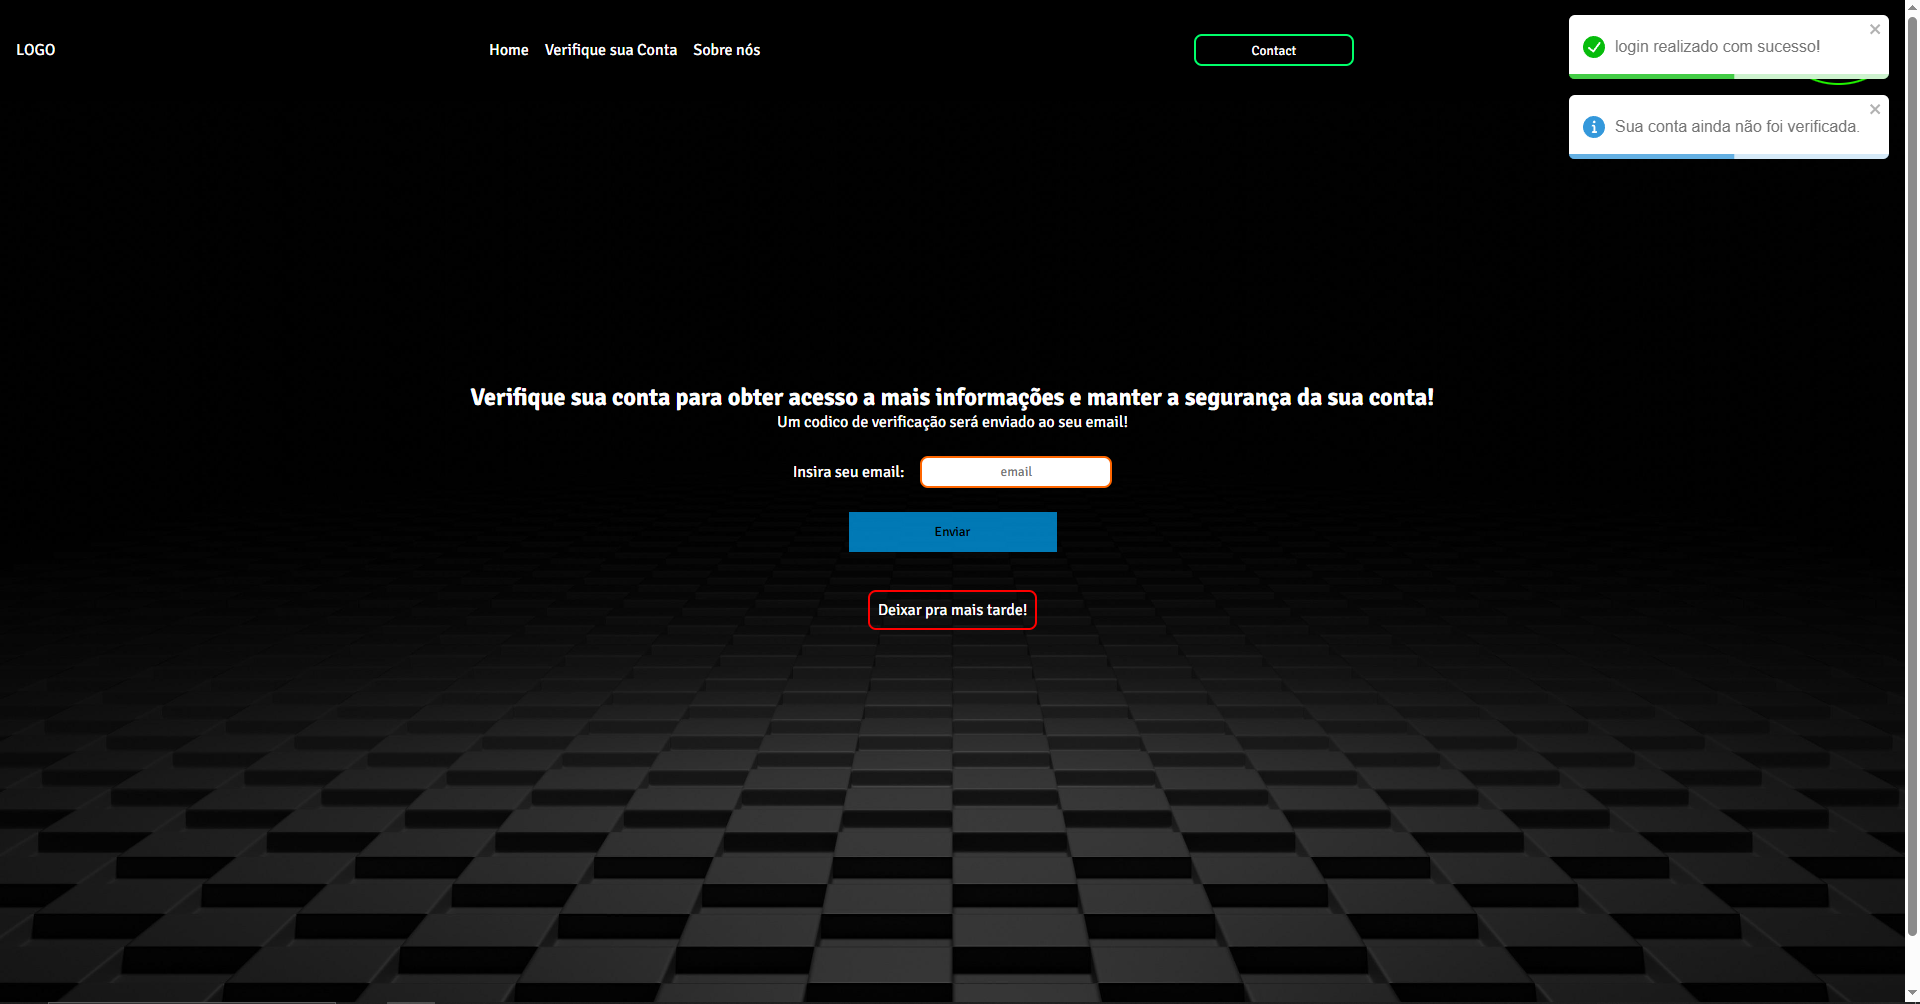 LOGO
Home
Verifique sua Conta
Sobre nós
Contact
login realizado com sucesso!
Sua conta ainda não foi verificada.
Verifique sua conta para obter acesso a mais informações e manter a segurança da sua conta!
Um codico de verificação será enviado ao seu email!
Insira seu email:
email
Enviar
Deixar pra mais tarde!